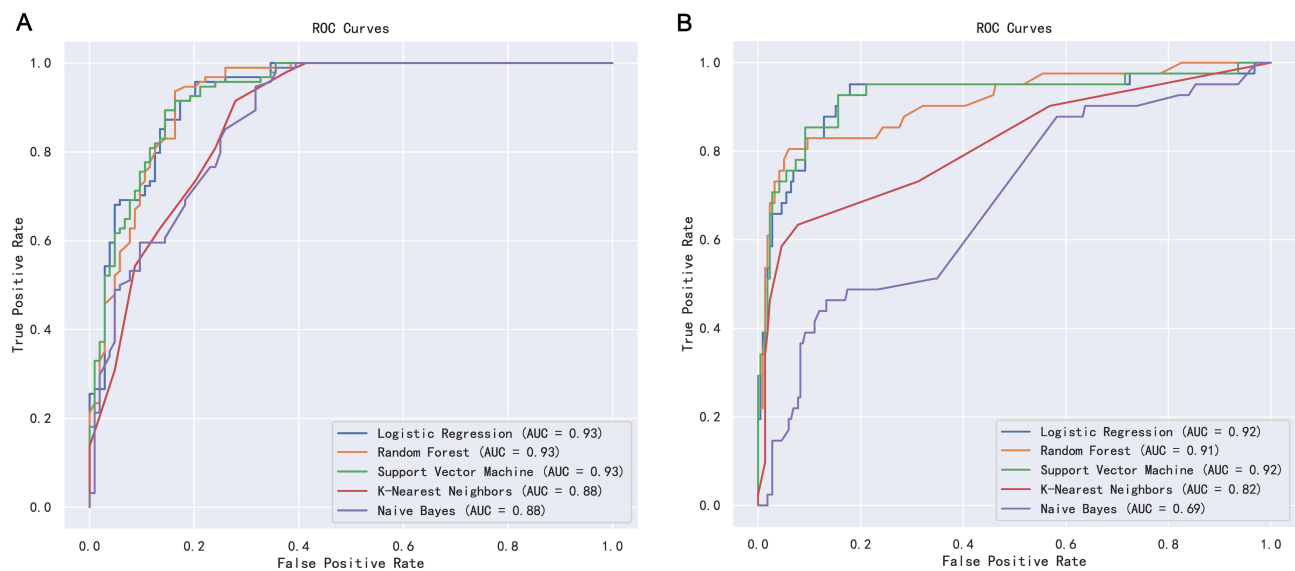 A
ROC Curves
True Positive Rate
1.0
0.8
0.6
0.4
0.2
0.0
Logistic Regression (AUC = 0.93)
Random Forest (AUC = 0.93)
Support Vector Machine (AUC = 0.93)
K-Nearest Neighbors (AUC = 0.88)
Naive Bayes (AUC = 0.88)
0.0 0.2 0.4 0.6 0.8 1.0
False Positive Rate
B
ROC Curves
True Positive Rate
1.0
0.8
0.6
0.4
0.2
0.0
Logistic Regression (AUC = 0.92)
Random Forest (AUC = 0.91)
Support Vector Machine (AUC = 0.92)
K-Nearest Neighbors (AUC = 0.82)
Naive Bayes (AUC = 0.69)
0.0 0.2 0.4 0.6 0.8 1.0
False Positive Rate